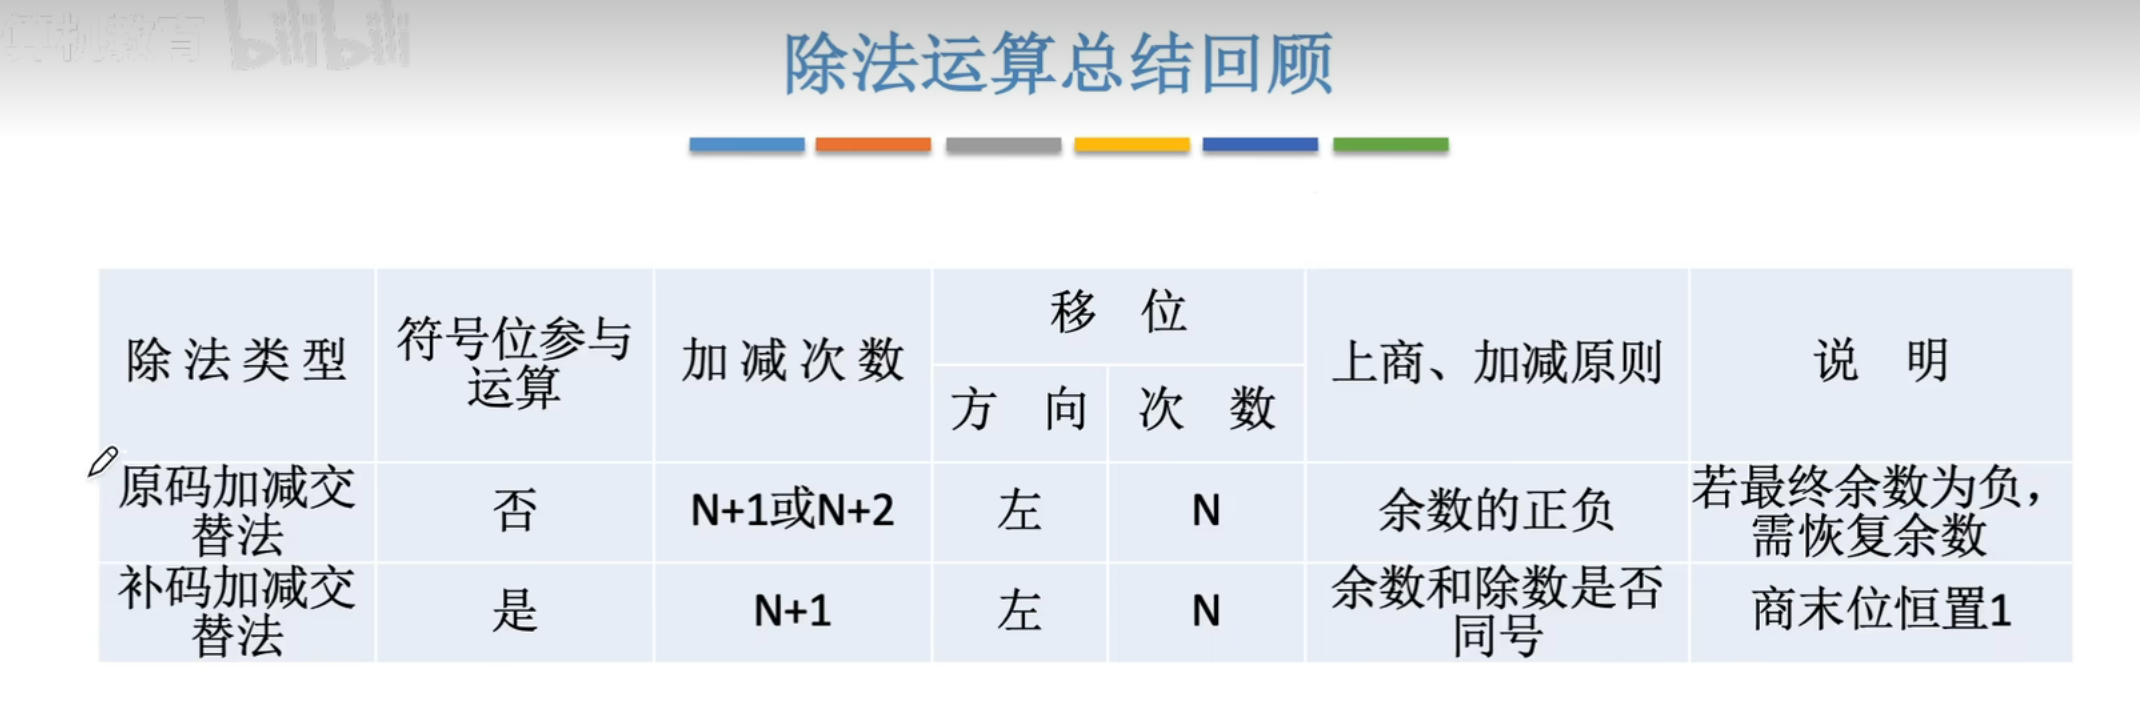 算机教育 bilibili
除法运算总结回顾
除法类型
符号位参与
运算
加减次数
移 位
方 向
次 数
上商、加减原则
说 明
原码加减交
替法
否
N+1或N+2
左
N
余数的正负
若最终余数为负，
需恢复余数
补码加减交
替法
是
N+1
左
N
余数和除数是否
同号
商末位恒置1